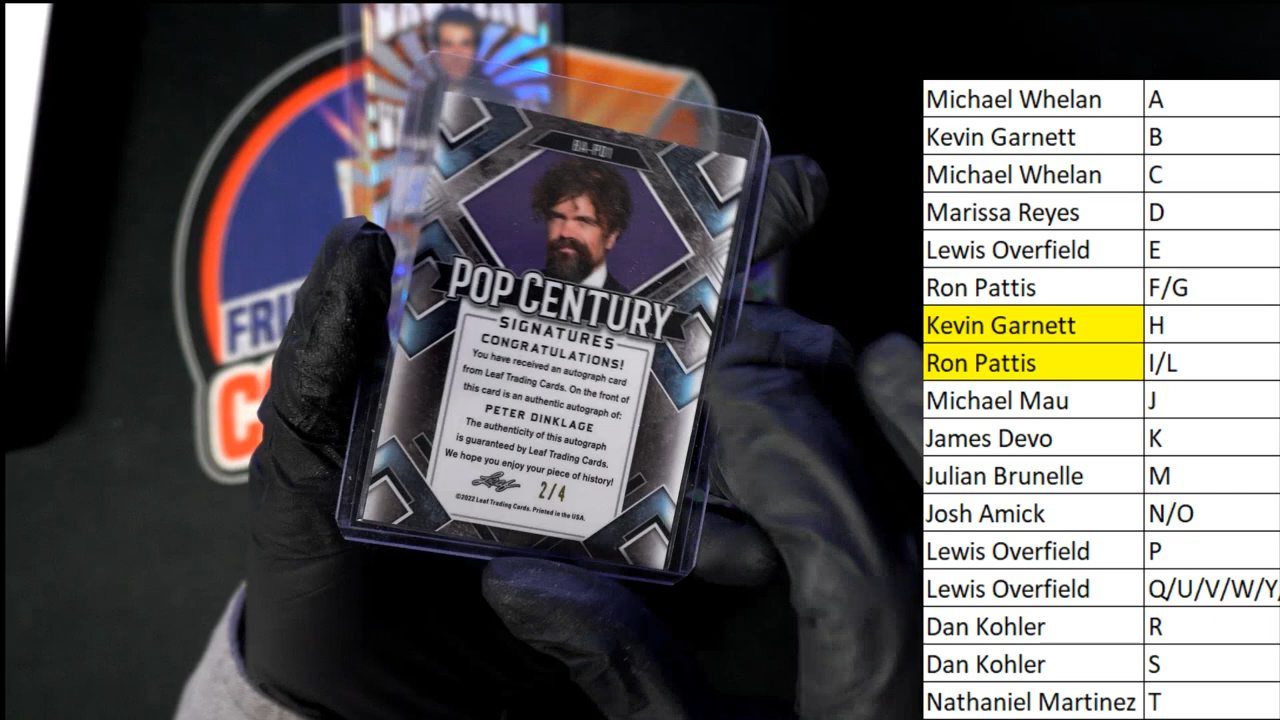 BA-PD1
POP CENTURY
SIGNATURES
CONGRATULATIONS!
You have received an autograph card
from Leaf Trading Cards. On the front of
this card is an authentic autograph of:
PETER DINKLAGE
The authenticity of this autograph
is guaranteed by Leaf Trading Cards.
We hope you enjoy your piece of history!
Leaf
2/4
©2022 Leaf Trading Cards. Printed in the USA.
FRI
Michael Whelan A
Kevin Garnett B
Michael Whelan C
Marissa Reyes D
Lewis Overfield E
Ron Pattis F/G
Kevin Garnett H
Ron Pattis I/L
Michael Mau J
James Devo K
Julian Brunelle M
Josh Amick N/O
Lewis Overfield P
Lewis Overfield Q/U/V/W/Y/
Dan Kohler R
Dan Kohler S
Nathaniel Martinez T